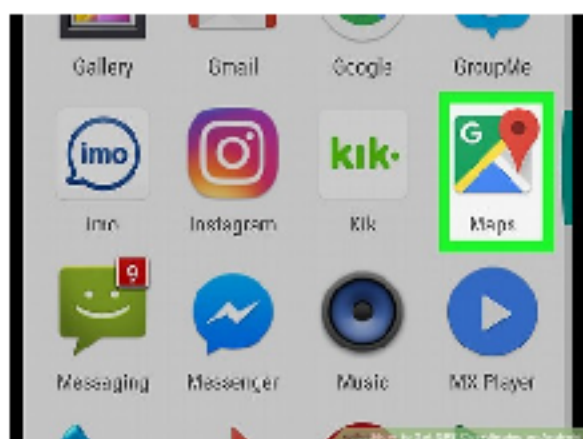 Gallery Gmail Google GroupMe
imo kik G
imo Instagram Kik Maps
9
Messaging Messenger Music MX Player